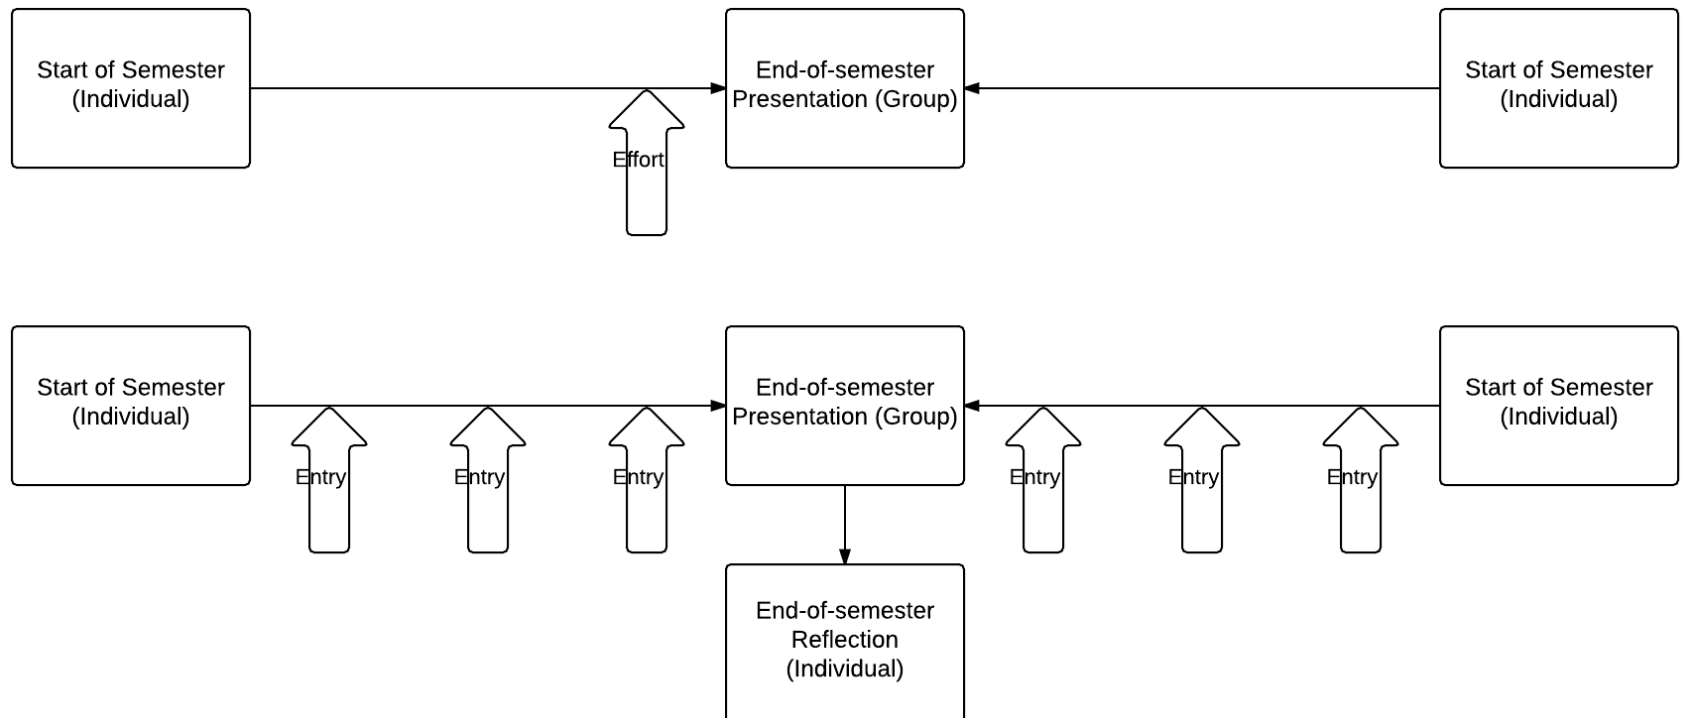 Start of Semester
(Individual)
End-of-semester
Presentation (Group)
Start of Semester
(Individual)
Effort
Start of Semester
(Individual)
End-of-semester
Presentation (Group)
Start of Semester
(Individual)
Entry
Entry
Entry
Entry
Entry
Entry
End-of-semester
Reflection
(Individual)